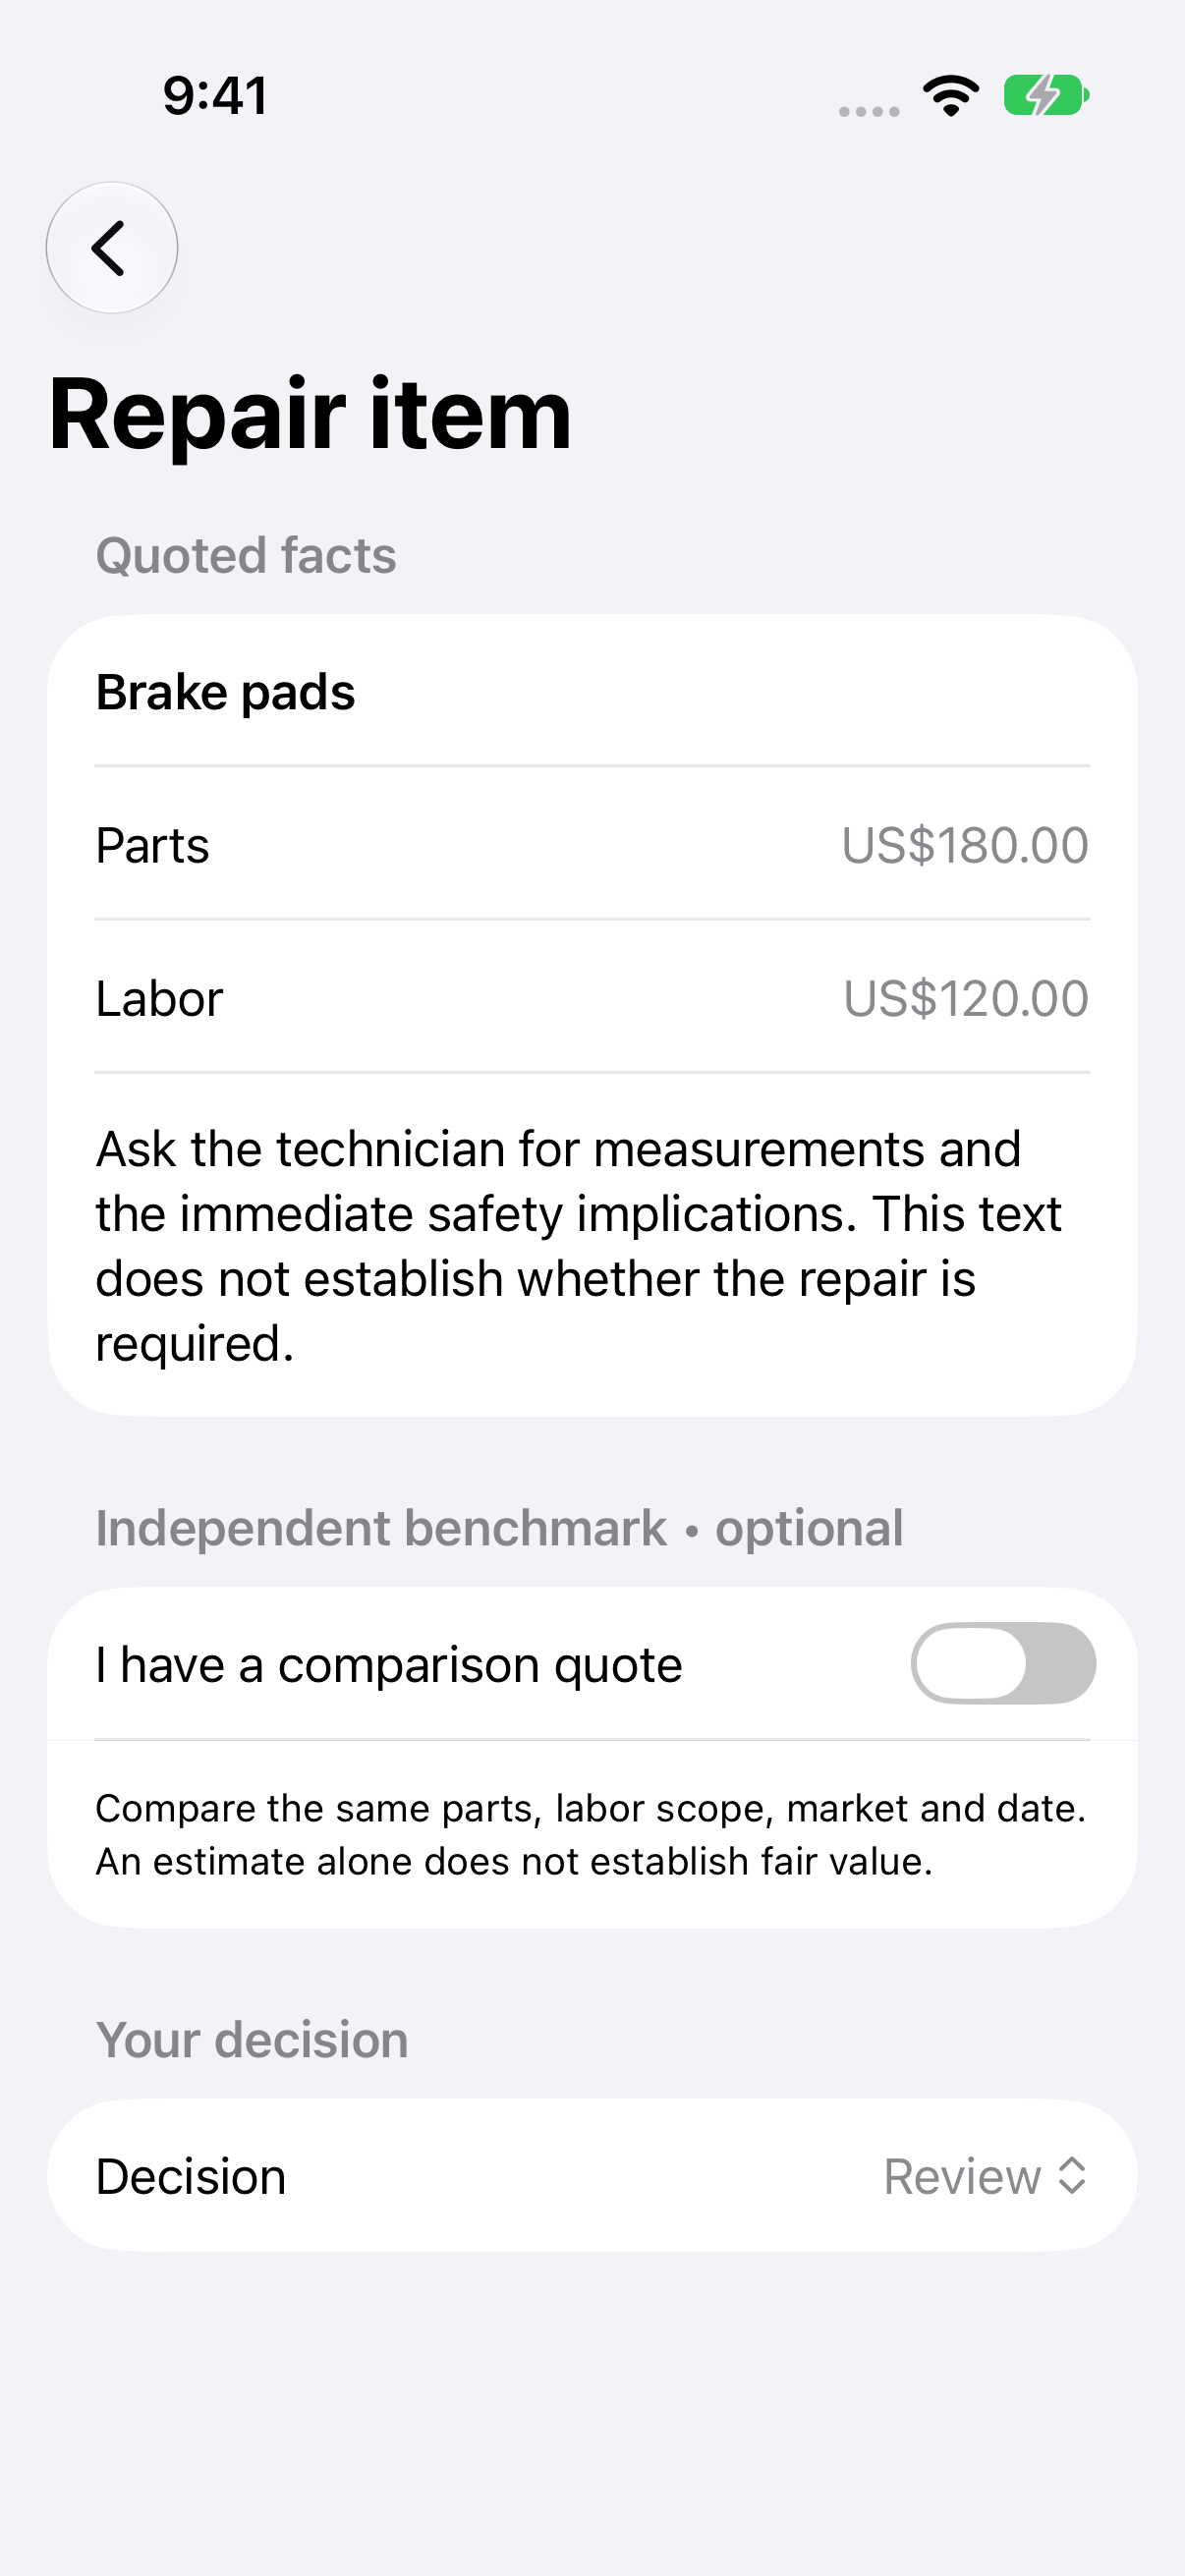 9:41
Repair item
Quoted facts
Brake pads
Parts US$180.00
Labor US$120.00
Ask the technician for measurements and
the immediate safety implications. This text
does not establish whether the repair is
required.
Independent benchmark • optional
I have a comparison quote
Compare the same parts, labor scope, market and date.
An estimate alone does not establish fair value.
Your decision
Decision Review